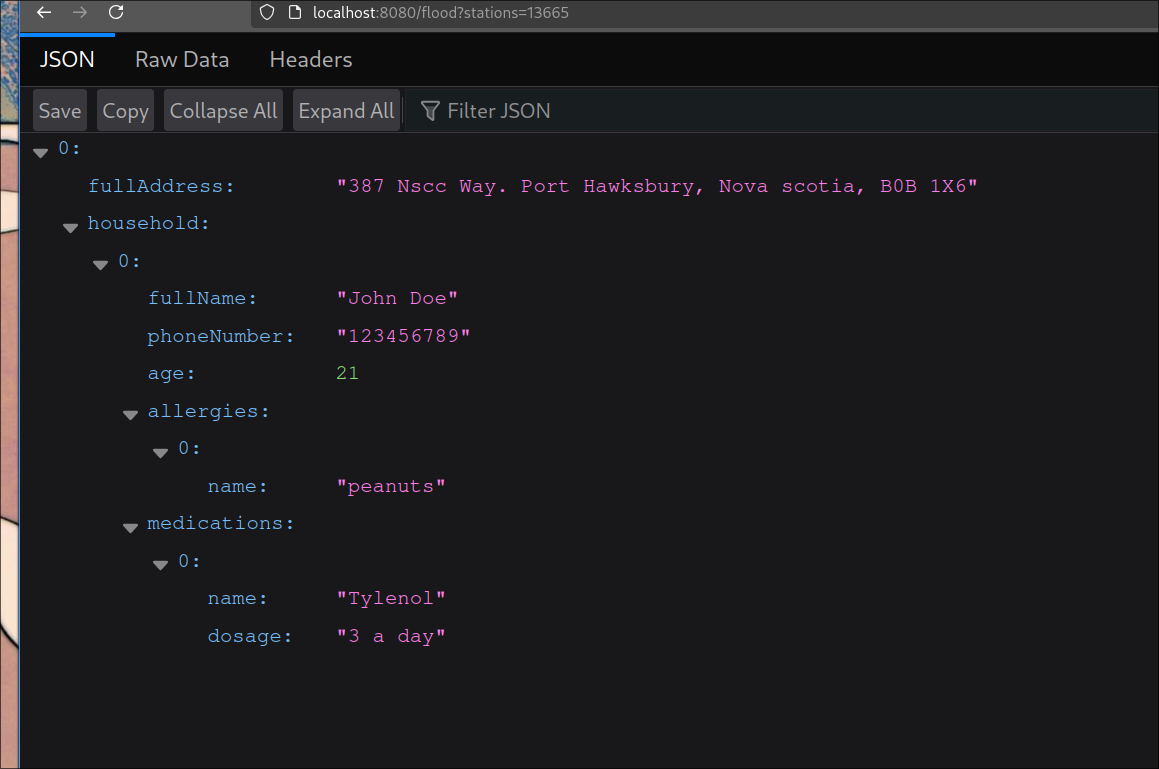 localhost:8080/flood?stations=13665
JSON Raw Data Headers
Save Copy Collapse All Expand All Filter JSON
0:
fullAddress: "387 Nscc Way. Port Hawksbury, Nova scotia, B0B 1X6"
household:
0:
fullName: "John Doe"
phoneNumber: "123456789"
age: 21
allergies:
0:
name: "peanuts"
medications:
0:
name: "Tylenol"
dosage: "3 a day"